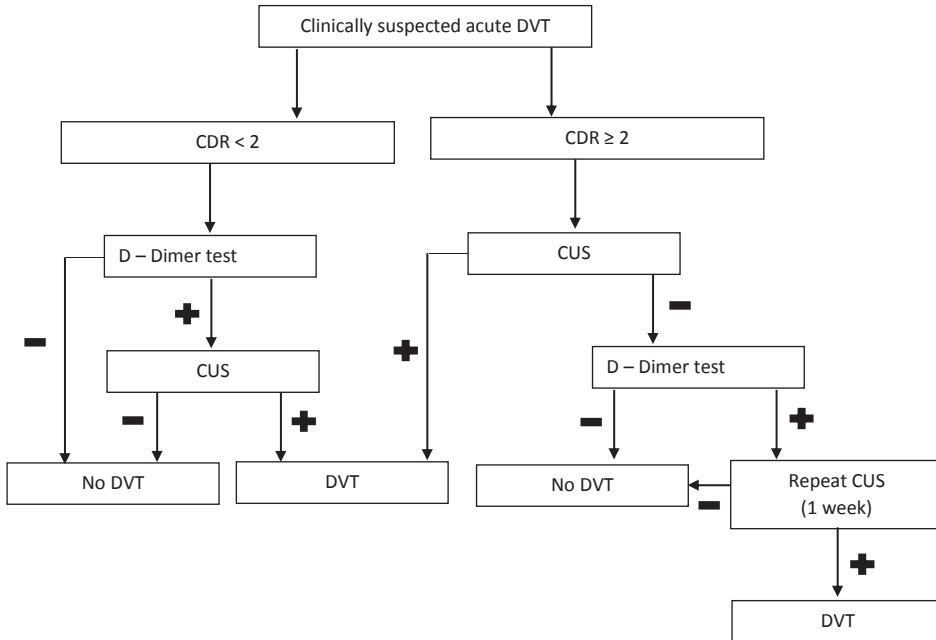 Clinically suspected acute DVT
CDR < 2
CDR ≥ 2
D – Dimer test
CUS
CUS
D – Dimer test
No DVT
DVT
No DVT
Repeat CUS
(1 week)
DVT